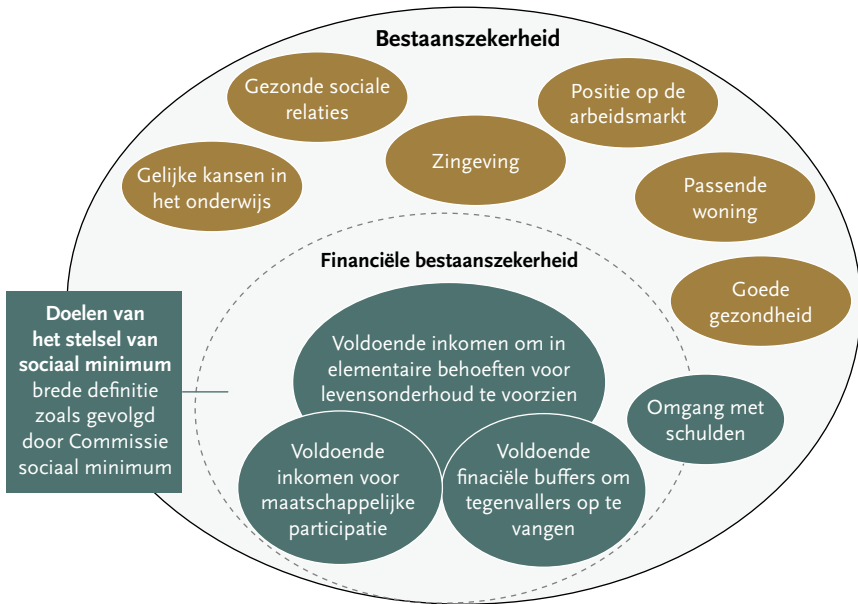 Bestaanszekerheid
Gezonde sociale
relaties
Positie op de
arbeidsmarkt
Zingeving
Gelijke kansen in
het onderwijs
Passende
woning
Financiële bestaanszekerheid
Goede
gezondheid
Doelen van
het stelsel van
sociaal minimum
brede definitie
zoals gevolgd
door Commissie
sociaal minimum
Voldoende inkomen om in
elementaire behoeften voor
levensonderhoud te voorzien
Omgang met
schulden
Voldoende
inkomen voor
maatschappelijke
participatie
Voldoende
finaciële buffers om
tegenvallers op te
vangen